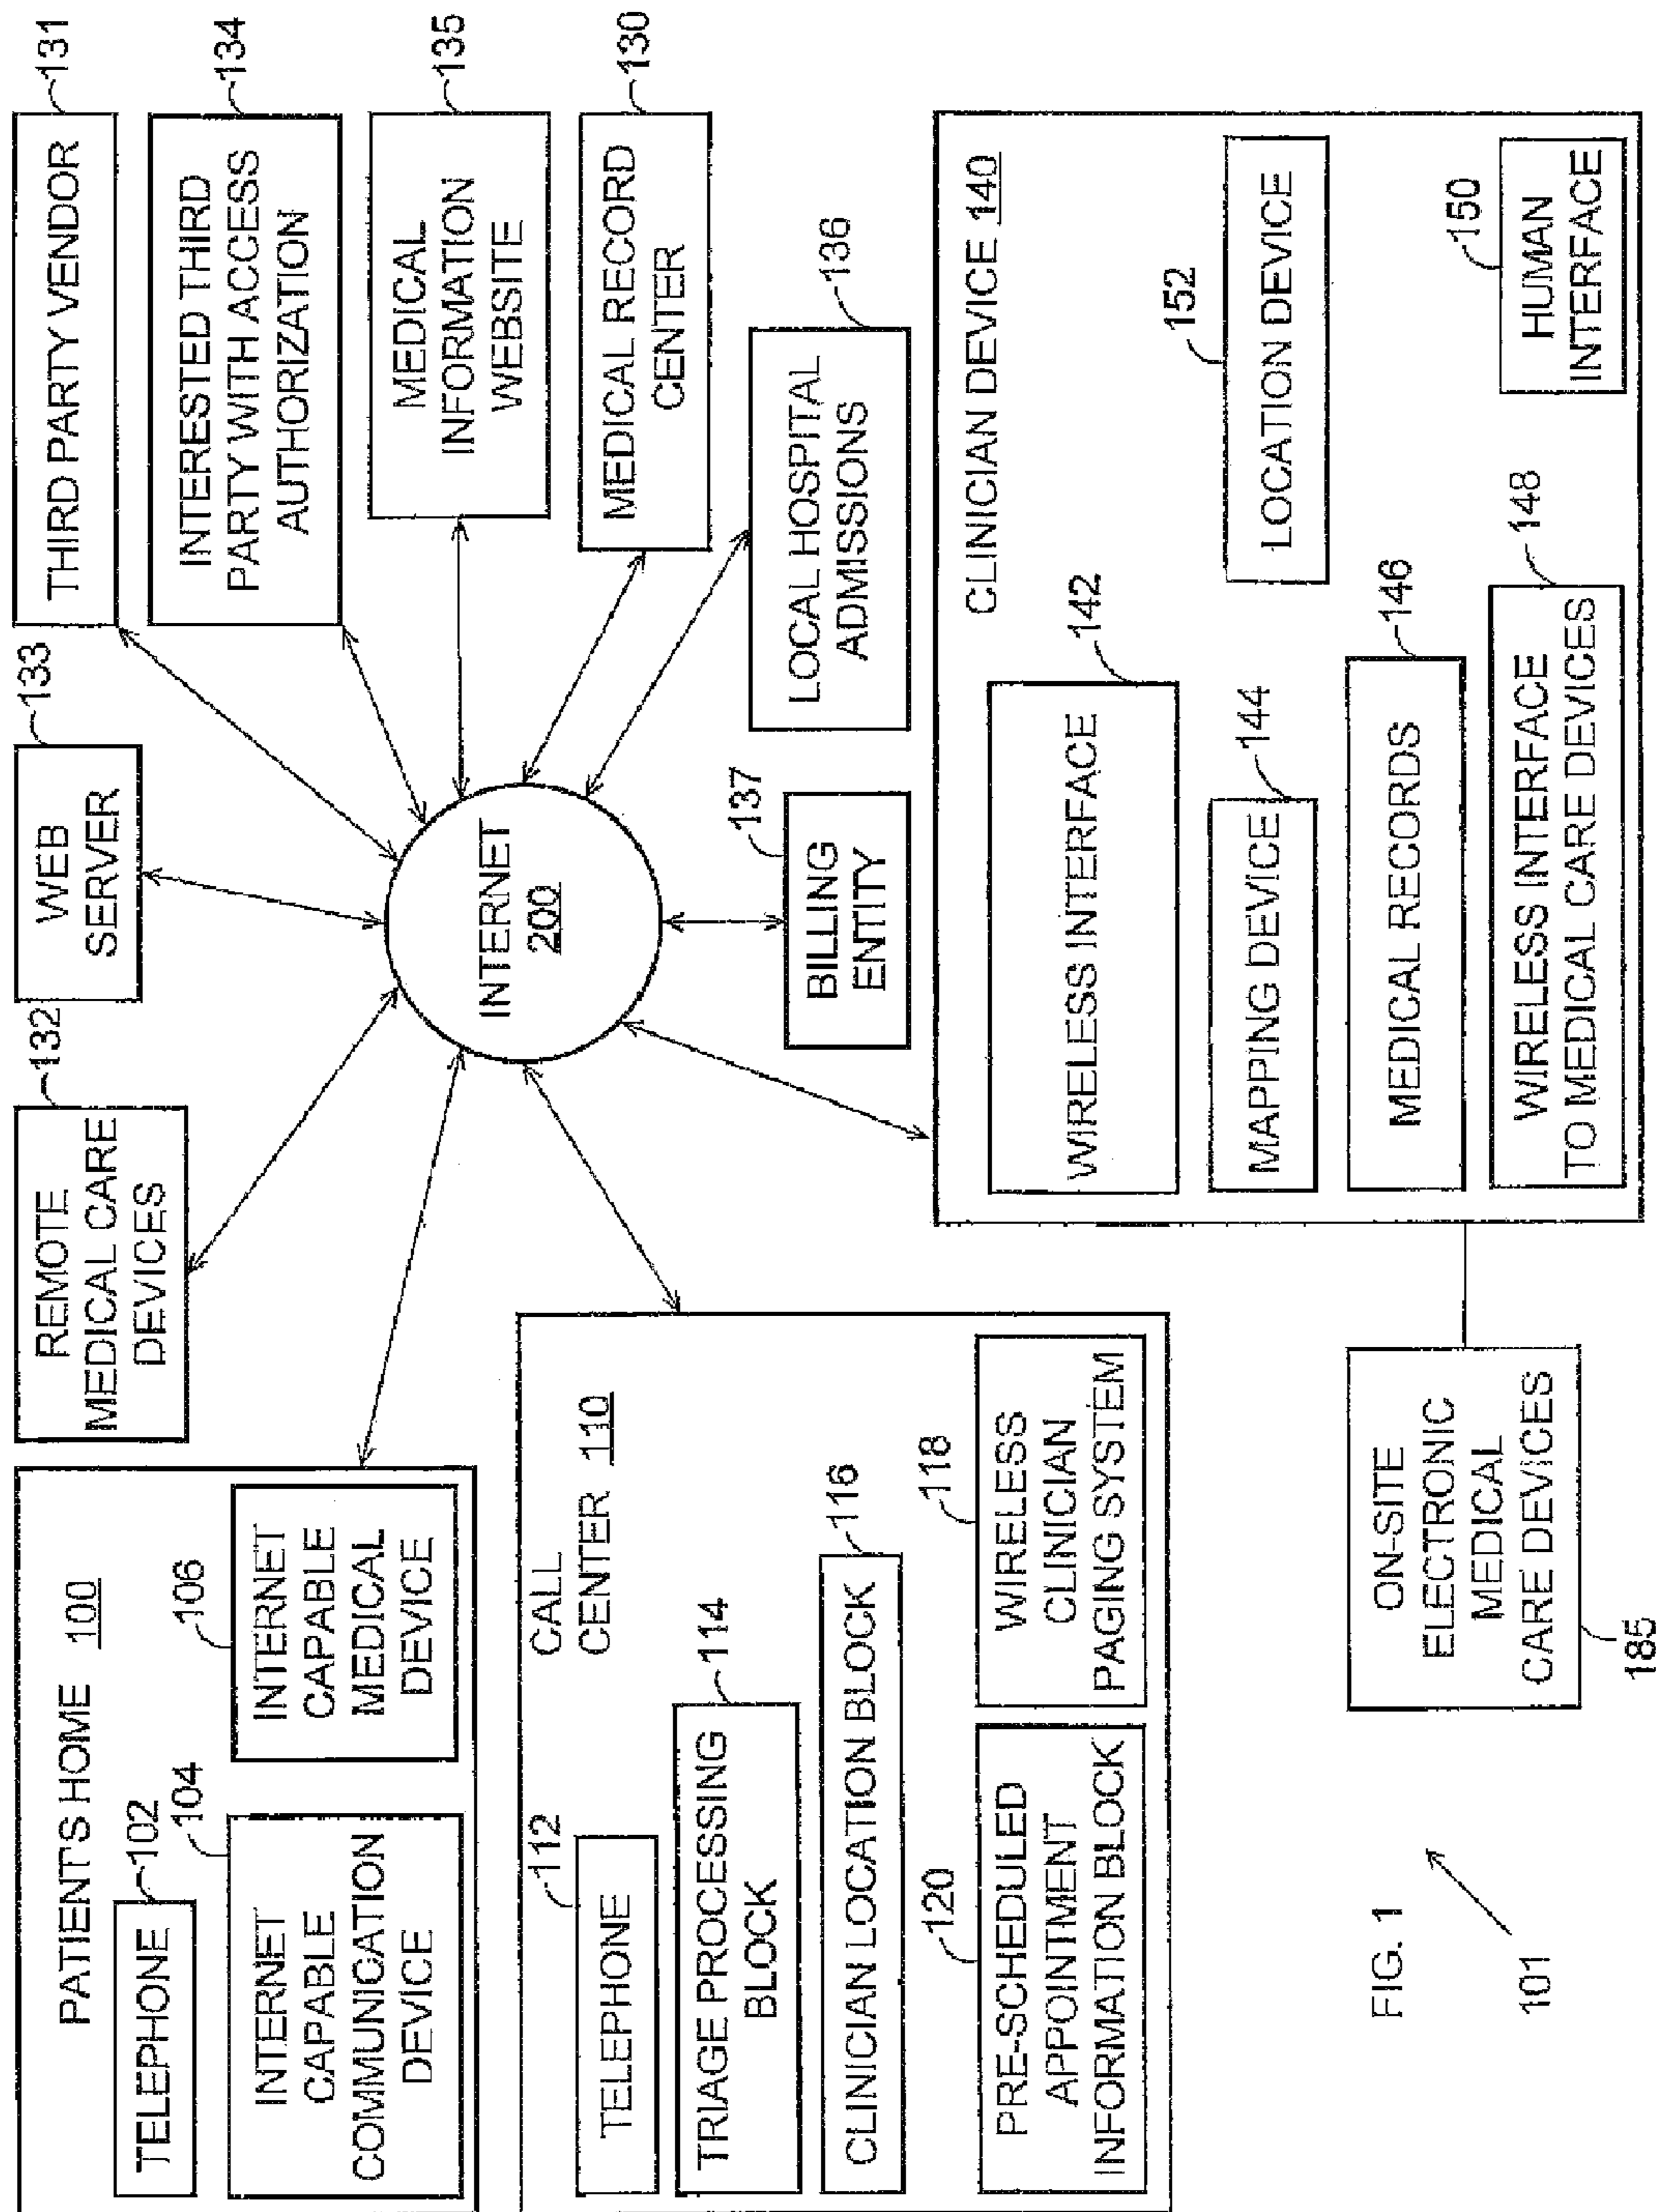 PATIENTS HOME 100
TELEPHONE
102
INTERNET
CAPABLE
COMMUNICATION
DEVICE
104
INTERNET
CAPABLE
MEDICAL
DEVICE
106
REMOTE
MEDICAL CARE
DEVICES
132
WEB
SERVER
133
THIRD PARTY VENDOR
131
INTERESTED THIRD
PARTY WITH ACCESS
AUTHORIZATION
134
MEDICAL
INFORMATION
WEBSITE
135
MEDICAL RECORD
CENTER
130
LOCAL HOSPITAL
ADMISSIONS
136
INTERNET
200
BILLING
ENTITY
137
CALL
CENTER 110
TELEPHONE
112
TRIAGE PROCESSING
BLOCK
114
CLINICIAN LOCATION BLOCK
116
PRE-SCHEDULED
APPOINTMENT
INFORMATION BLOCK
120
WIRELESS
CLINICIAN
PAGING SYSTEM
118
CLINICIAN DEVICE 140
WIRELESS INTERFACE
142
MAPPING DEVICE
144
MEDICAL RECORDS
146
WIRELESS INTERFACE
TO MEDICAL CARE DEVICES
148
LOCATION DEVICE
152
HUMAN
INTERFACE
150
ON-SITE
ELECTRONIC
MEDICAL
CARE DEVICES
185
FIG. 1
101